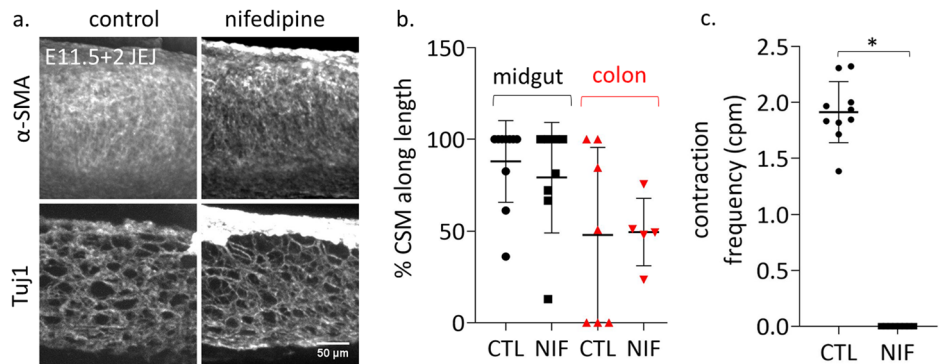 a.
control
nifedipine
E11.5+2 JEJ
α-SMA
Tuj1
50 µm
b.
% CSM along length
150
100
50
0
midgut
colon
CTL
NIF
CTL
NIF
c.
contraction
frequency (cpm)
2.5
2.0
1.5
1.0
0.5
0.0
*
CTL
NIF